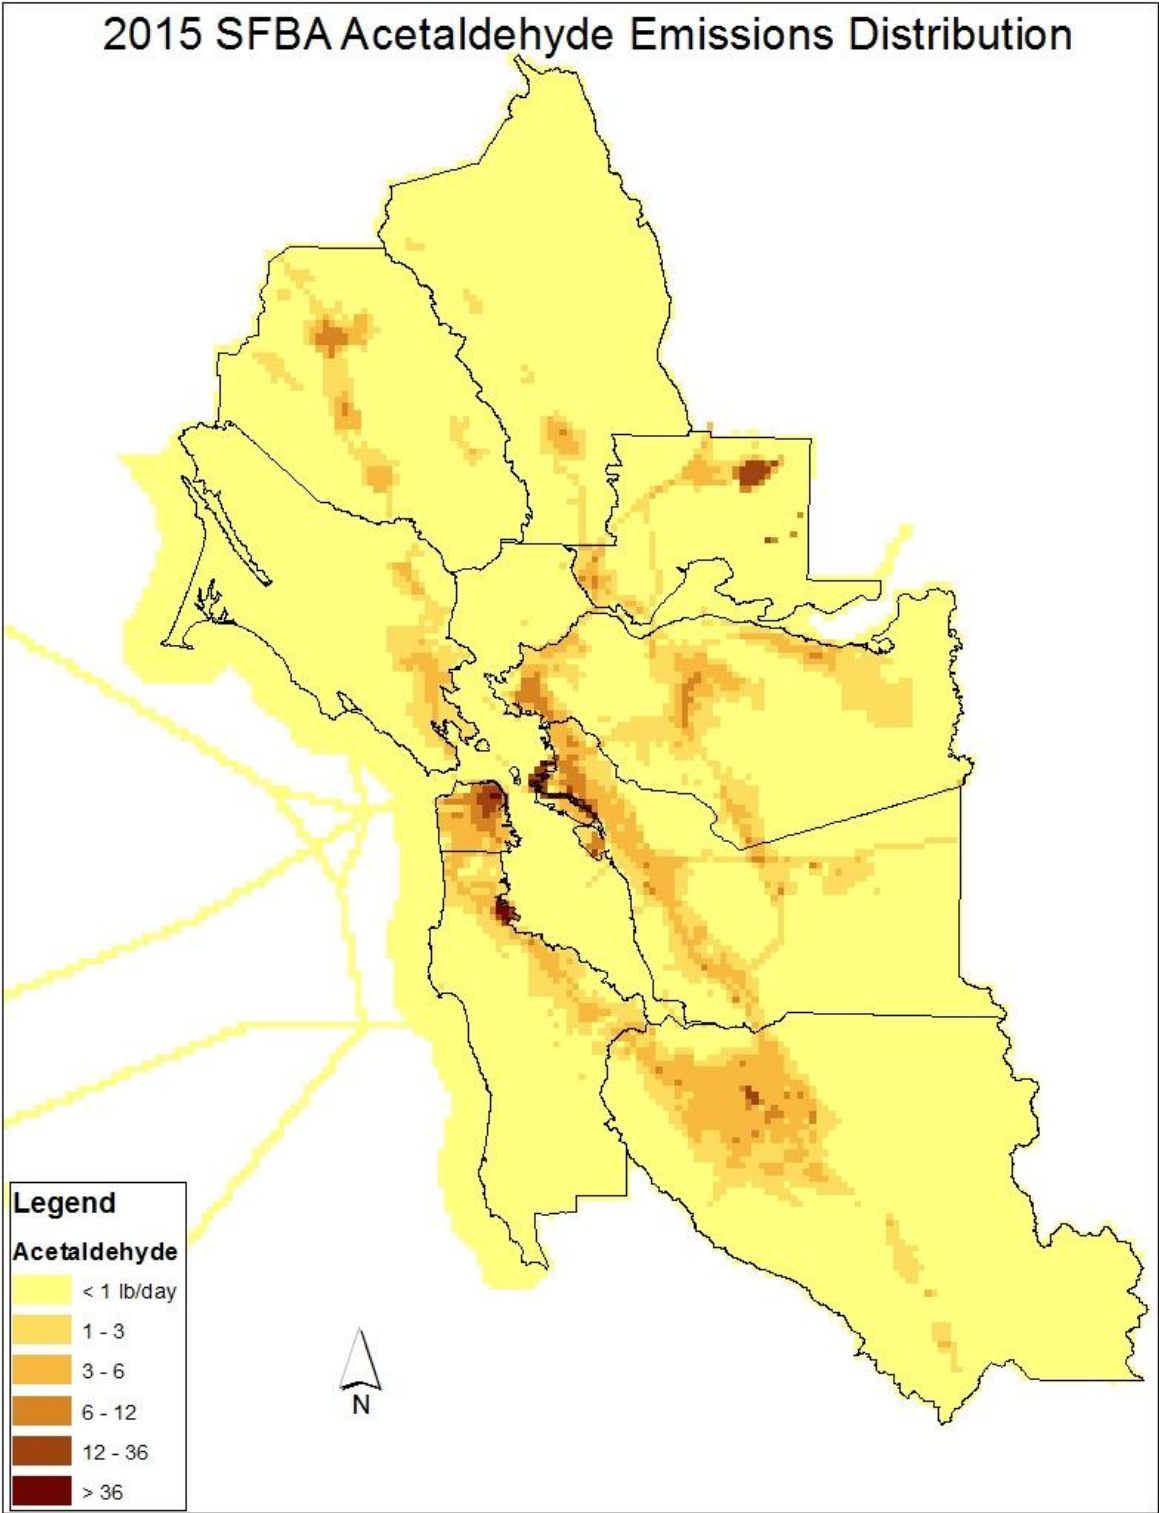 2015 SFBA Acetaldehyde Emissions Distribution
Legend
Acetaldehyde
< 1 lb/day
1 - 3
3 - 6
6 - 12
12 - 36
> 36
N